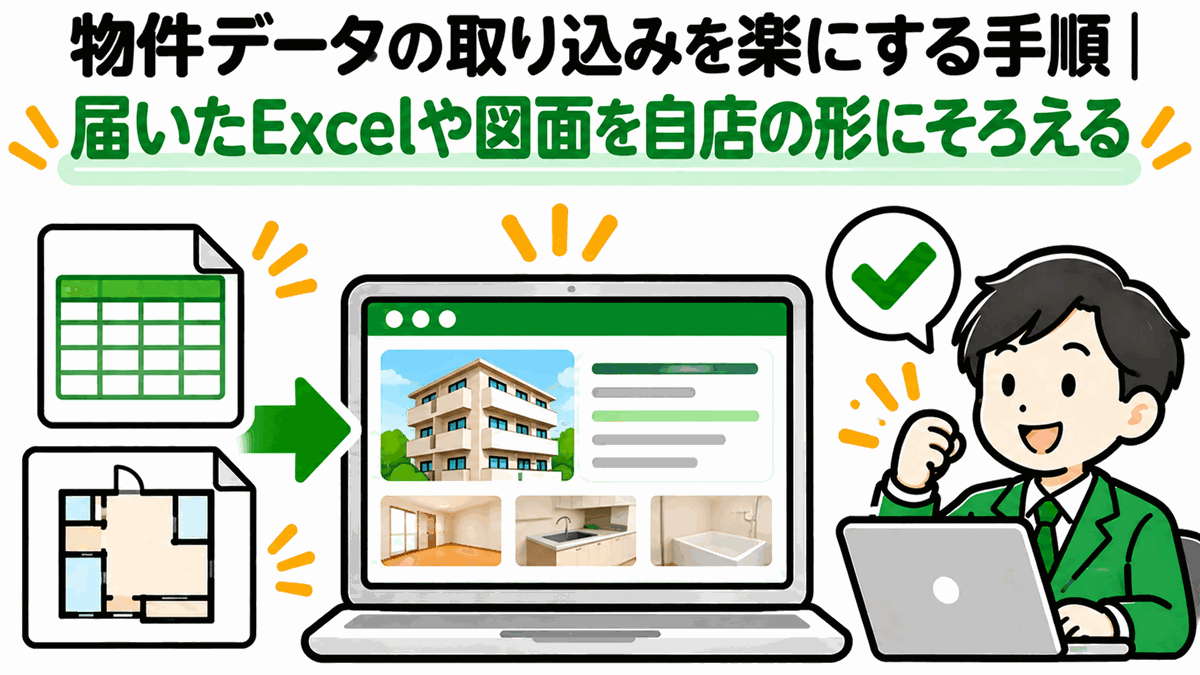 物件データの取り込みを楽にする手順｜
届いたExcelや図面を自店の形にそろえる